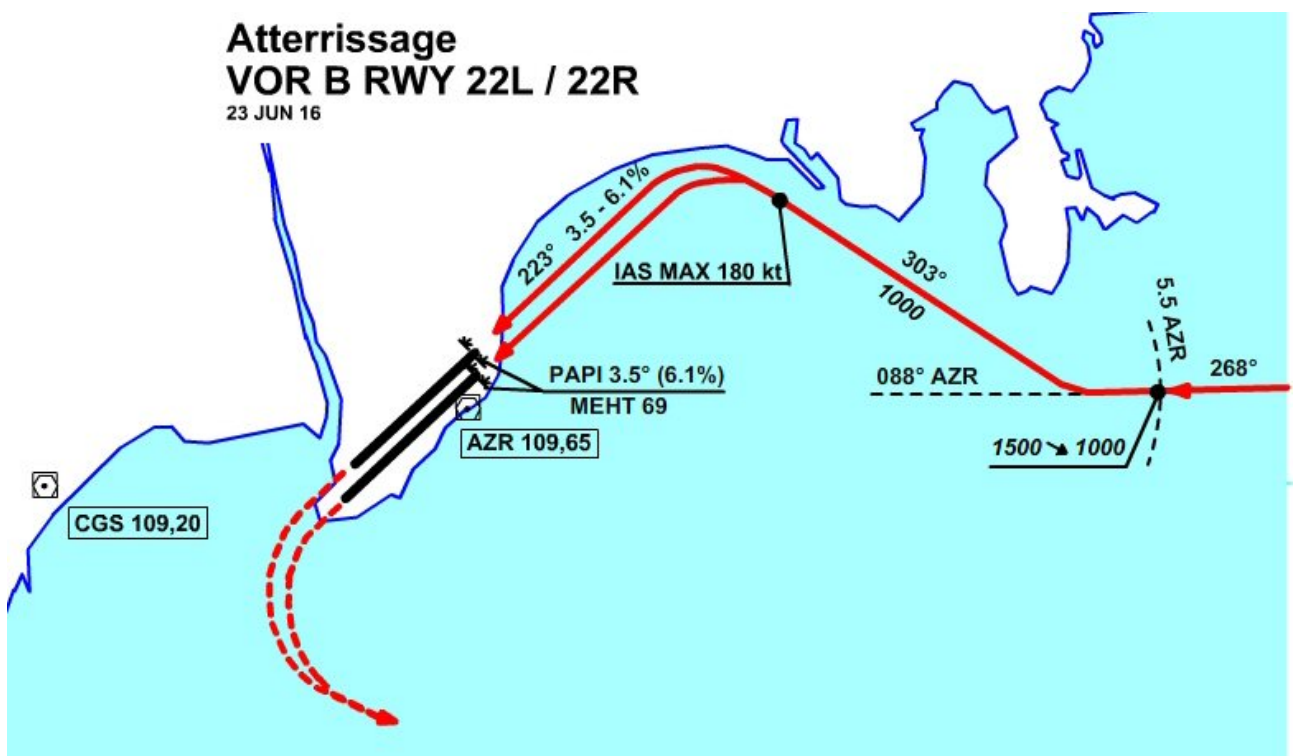 Atterrissage
VOR B RWY 22L / 22R
23 JUN 16
223° 3.5 - 6.1%
IAS MAX 180 kt
303°
1000
5.5 AZR
268°
088° AZR
1500 ➘ 1000
PAPI 3.5° (6.1%)
MEHT 69
AZR 109,65
CGS 109,20